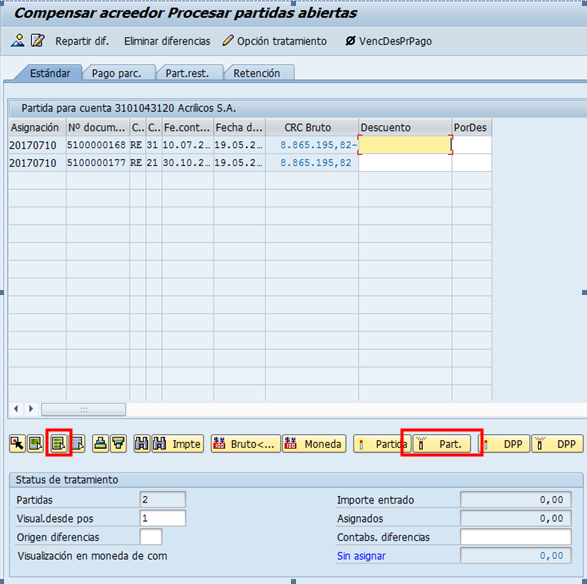 Compensar acreedor Procesar partidas abiertas
Repartir dif. Eliminar diferencias Opción tratamiento VencDesPrPago
Estándar Pago parc. Part.rest. Retención
Partida para cuenta 3101043120 Acrilicos S.A.
Asignación Nº docum... C.. C.. Fe.cont... Fecha d... CRC Bruto Descuento PorDes
20170710 5100000168 RE 31 10.07.2... 19.05.2... 8.865.195,82-
20170710 5100000177 RE 21 30.10.2... 19.05.2... 8.865.195,82
Impte Bruto<... Moneda Partida Part. DPP DPP
Status de tratamiento
Partidas 2 Importe entrado 0,00
Visual.desde pos 1 Asignados 0,00
Origen diferencias Contabs. diferencias
Visualización en moneda de com Sin asignar 0,00